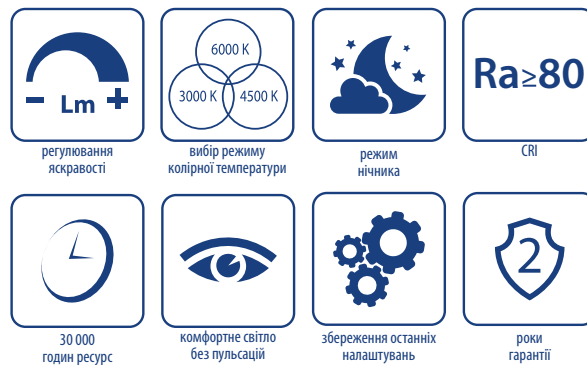 6000 K
3000 K 4500 K
- Lm +
Ra≥80
регулювання
яскравості
вибір режиму
колірної температури
режим
нічника
CRI
2
30 000
годин ресурс
комфортне світло
без пульсацій
збереження останніх
налаштувань
роки
гарантії